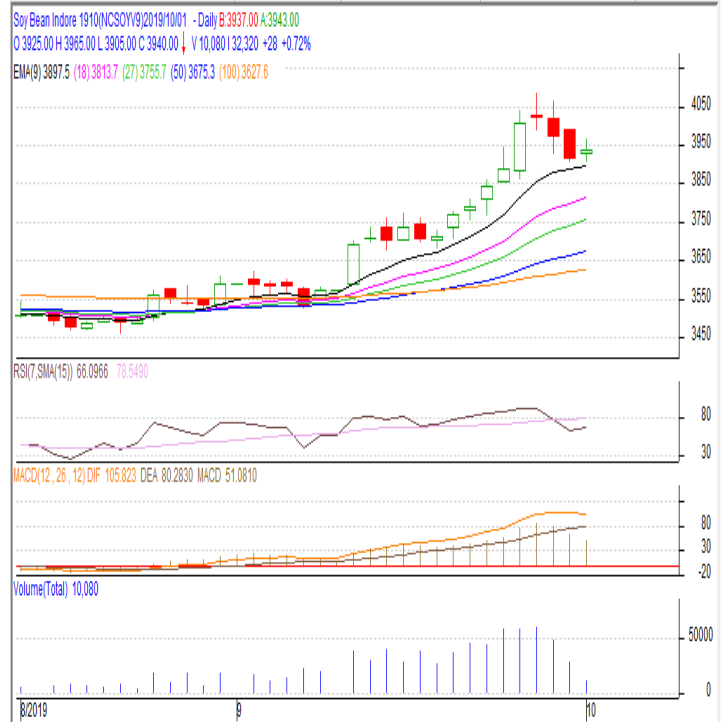 Soy Bean Indore 1910(NCSOYV9)2019/10/01 - Daily B:3937.00 A:3943.00
O 3925.00 H 3965.00 L 3905.00 C 3940.00 V 10,080 I 32,320 +28 +0.72%
EMA(9) 3897.5 (18) 3813.7 (27) 3755.7 (50) 3675.3 (100) 3627.6
4050
3950
3850
3750
3650
3550
3450
RSI(7,SMA(15)) 66.0966 78.5490
80
30
MACD(12 , 26 , 12) DIF 105.823 DEA 80.2830 MACD 51.0810
80
30
-20
Volume(Total) 10,080
50000
0
8/2019 9 10